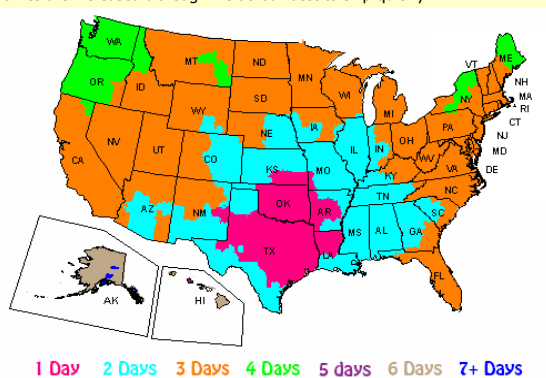 WA
MT
ND
MN
VT
ME
OR
ID
WI
NH
SD
NY
MA
WY
MI
RI
IA
CT
NE
PA
NV
UT
IL
IN
OH
NJ
CO
MD
CA
KS
MO
WV
VA
DE
KY
NC
AZ
NM
OK
AR
TN
SC
MS
AL
GA
TX
LA
FL
AK
HI
1 Day 2 Days 3 Days 4 Days 5 days 6 Days 7+ Days